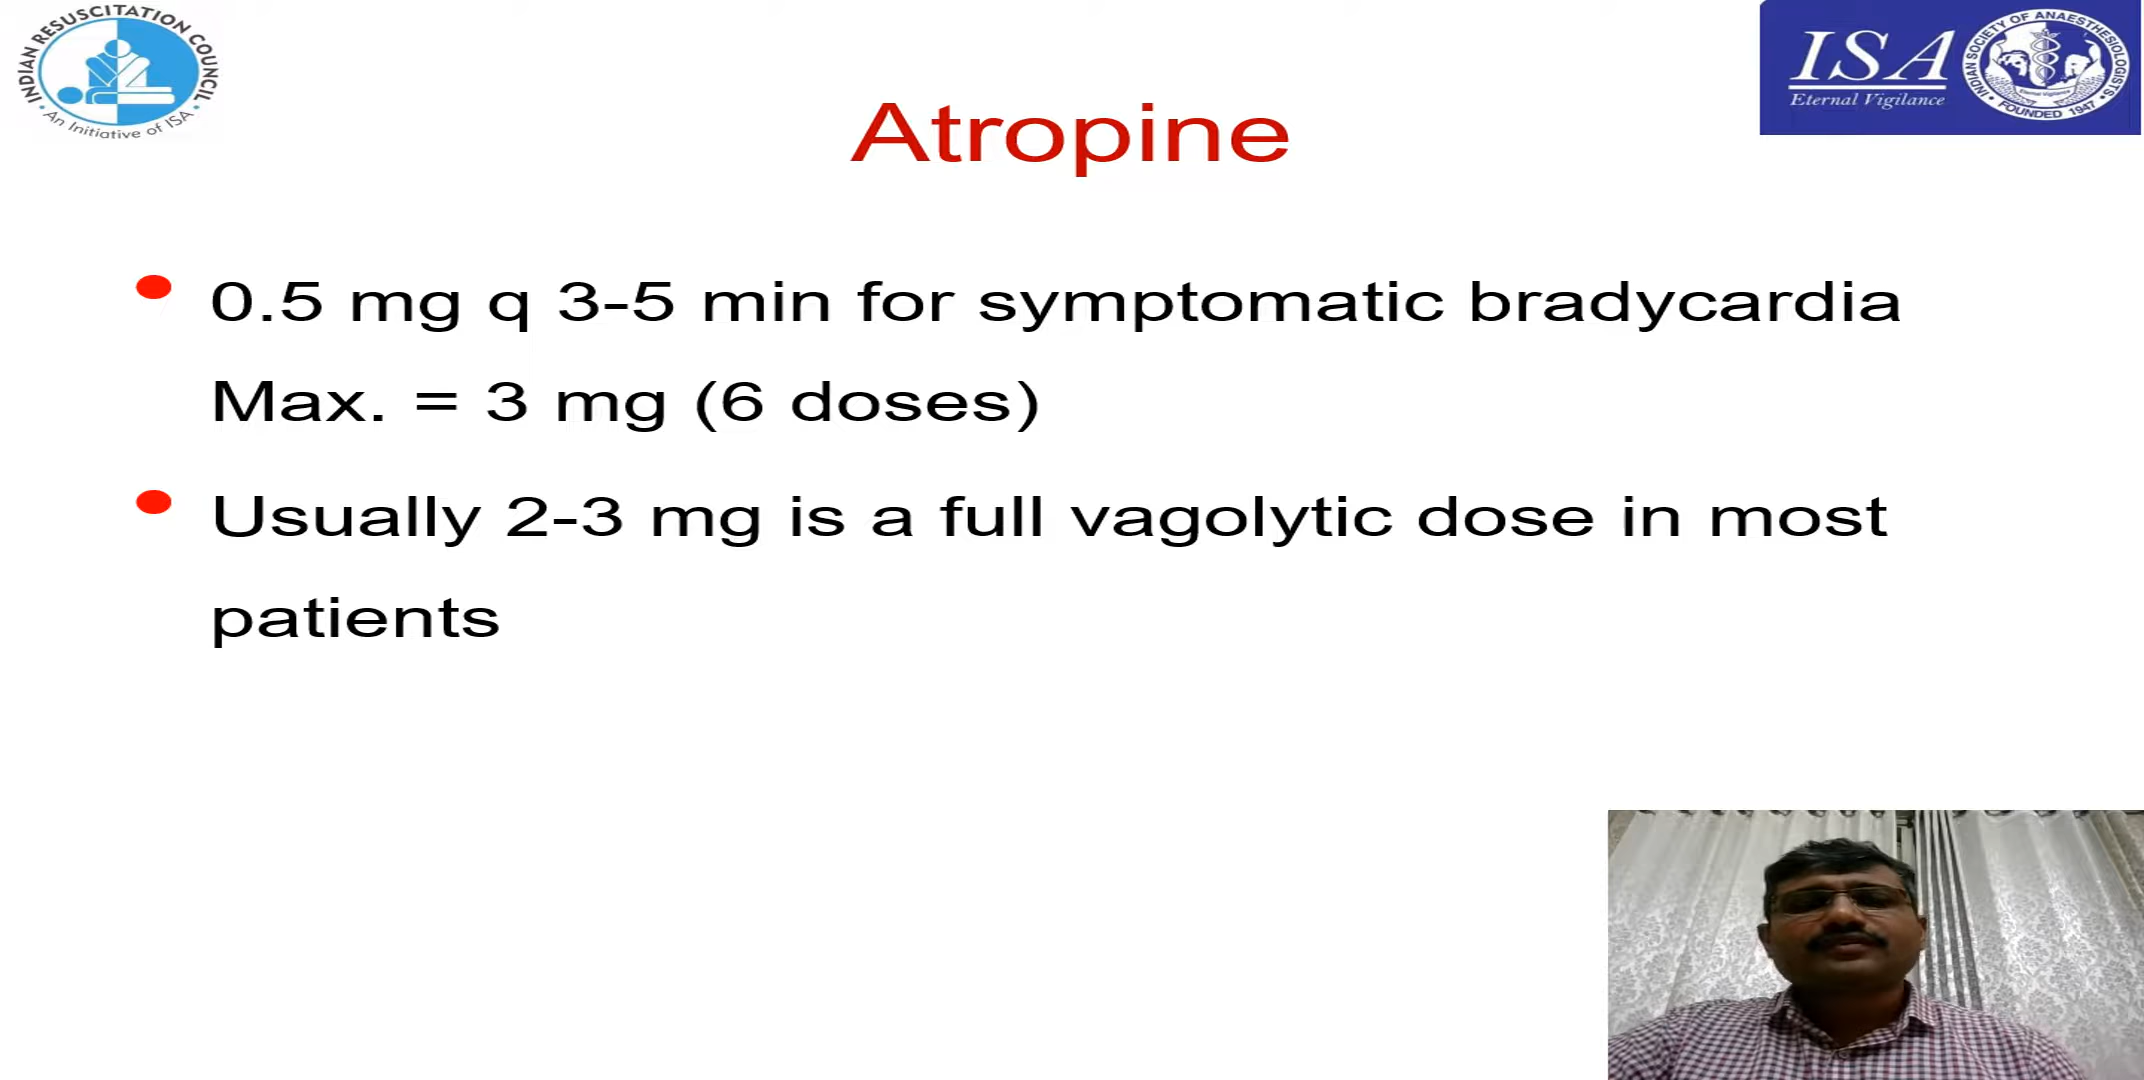 INDIAN RESUSCITATION COUNCIL
An Initiative of ISA
ISA
Eternal Vigilance
INDIAN SOCIETY OF ANAESTHESIOLOGISTS
Eternal Vigilance
FOUNDED 1947
Atropine
• 0.5 mg q 3-5 min for symptomatic bradycardia
Max. = 3 mg (6 doses)
• Usually 2-3 mg is a full vagolytic dose in most
patients